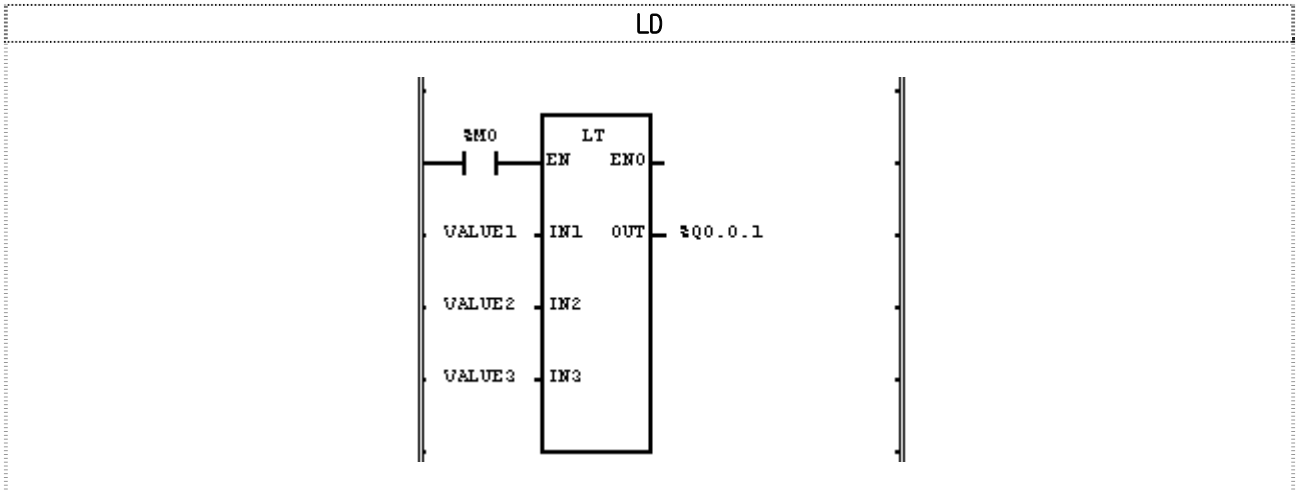 LD
%M0 LT
EN ENO
VALUE1 IN1 OUT %Q0.0.1
VALUE2 IN2
VALUE3 IN3